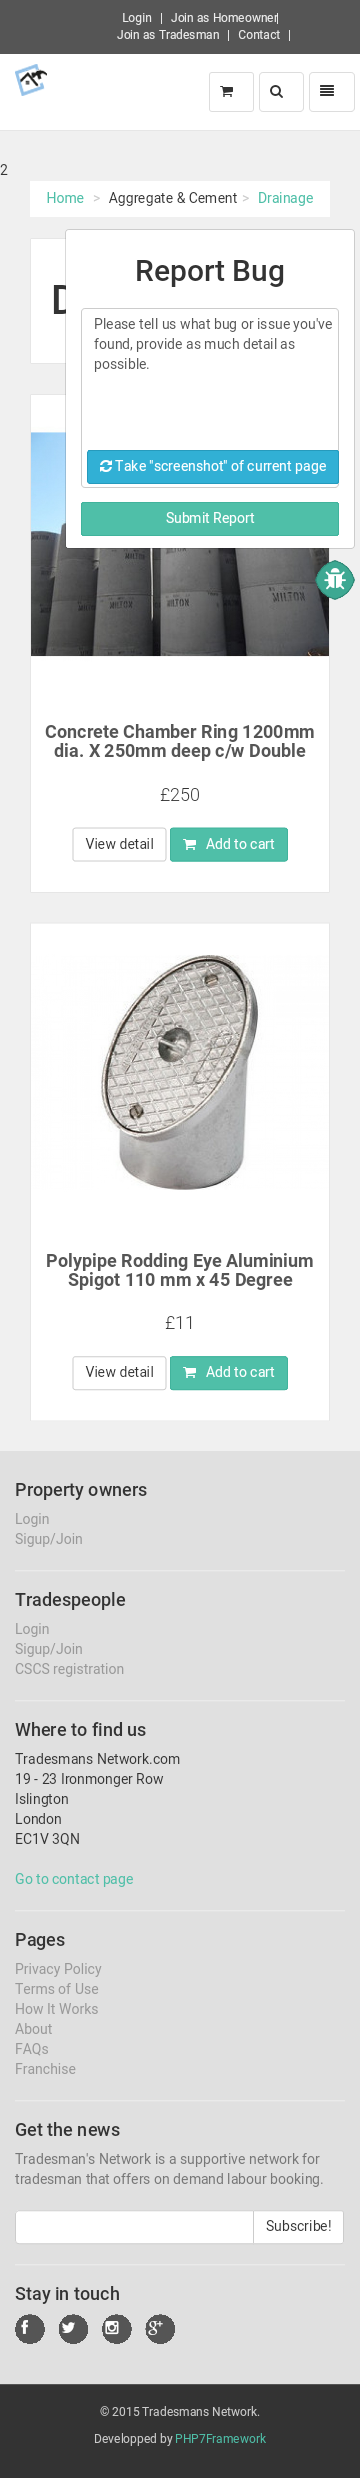 Login | Join as Homeowner|
Join as Tradesman | Contact |
2
Home > Aggregate & Cement > Drainage
D
Report Bug
Please tell us what bug or issue you've
found, provide as much detail as
possible.
Take "screenshot" of current page
Submit Report
MILTON
MILTON
MILTON
Concrete Chamber Ring 1200mm
dia. X 250mm deep c/w Double
£250
View detail
Add to cart
Polypipe Rodding Eye Aluminium
Spigot 110 mm x 45 Degree
£11
View detail
Add to cart
Property owners
Login
Sigup/Join
Tradespeople
Login
Sigup/Join
CSCS registration
Where to find us
Tradesmans Network.com
19 - 23 Ironmonger Row
Islington
London
EC1V 3QN
Go to contact page
Pages
Privacy Policy
Terms of Use
How It Works
About
FAQs
Franchise
Get the news
Tradesman's Network is a supportive network for
tradesman that offers on demand labour booking.
Subscribe!
Stay in touch
© 2015 Tradesmans Network.
Developped by PHP7Framework